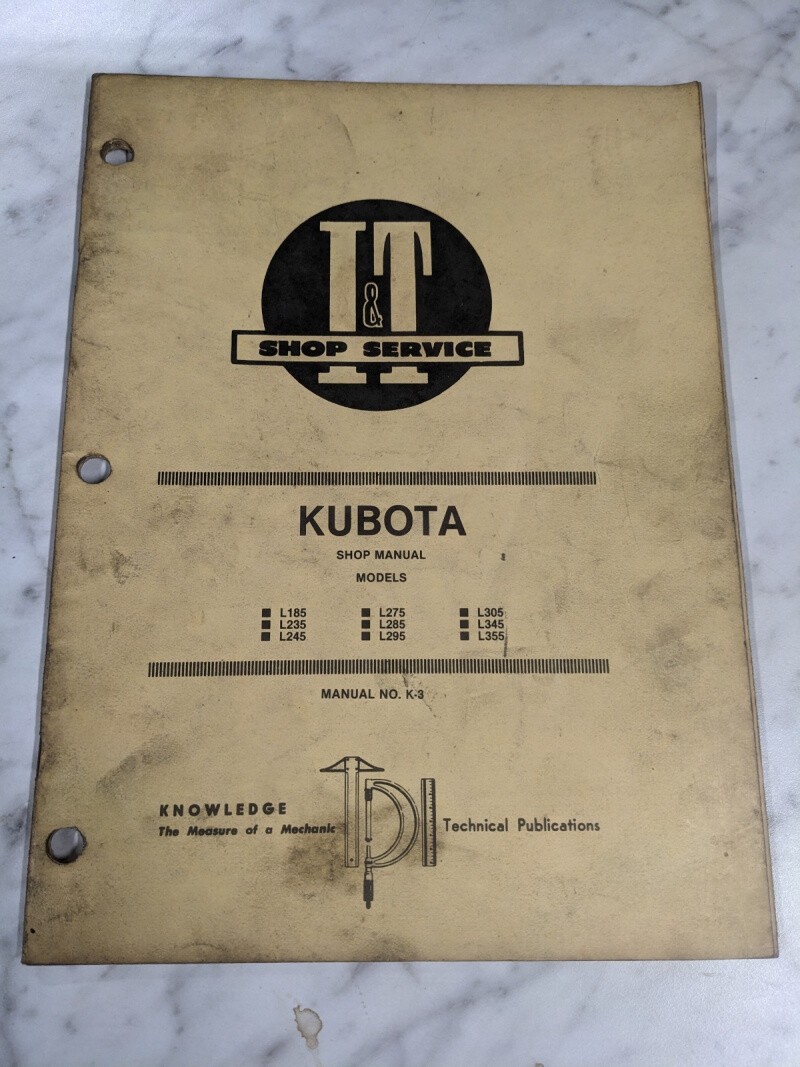 I&T
SHOP SERVICE
KUBOTA
SHOP MANUAL
MODELS
■ L185 ■ L275 ■ L305
■ L235 ■ L285 ■ L345
■ L245 ■ L295 ■ L355
MANUAL NO. K-3
KNOWLEDGE
The Measure of a Mechanic
TPI
Technical Publications